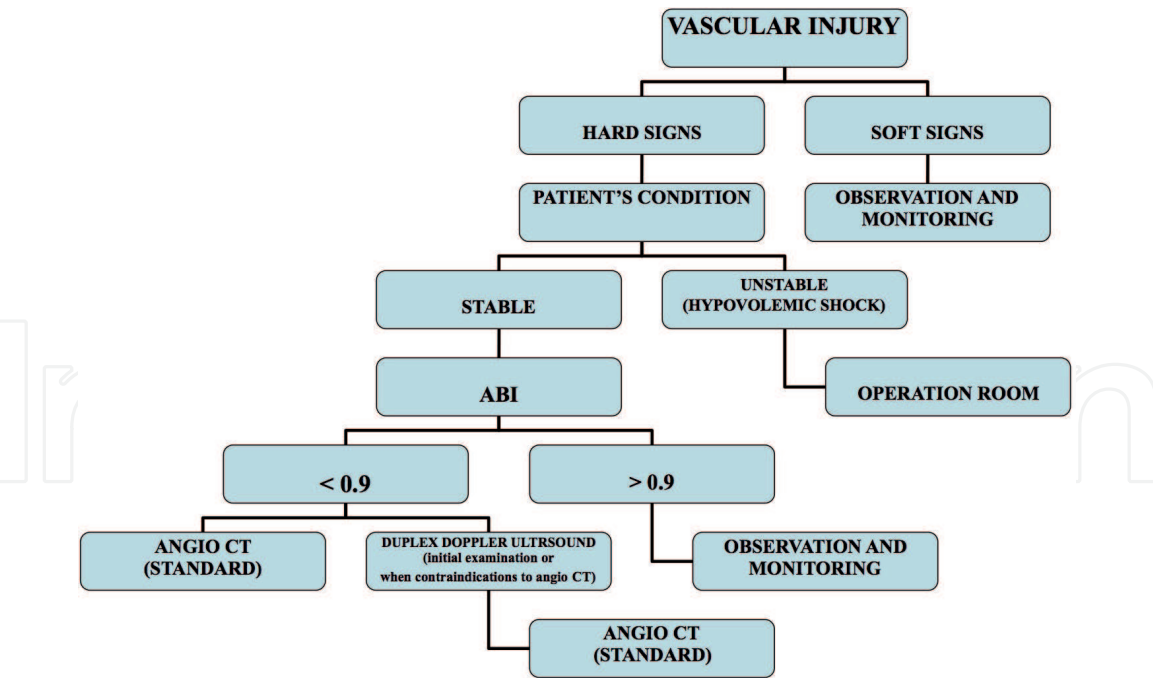 VASCULAR INJURY
HARD SIGNS
SOFT SIGNS
PATIENT'S CONDITION
OBSERVATION AND
MONITORING
STABLE
UNSTABLE
(HYPOVOLEMIC SHOCK)
ABI
OPERATION ROOM
< 0.9
> 0.9
ANGIO CT
(STANDARD)
DUPLEX DOPPLER ULTRSOUND
(initial examination or
when contraindications to angio CT)
OBSERVATION AND
MONITORING
ANGIO CT
(STANDARD)